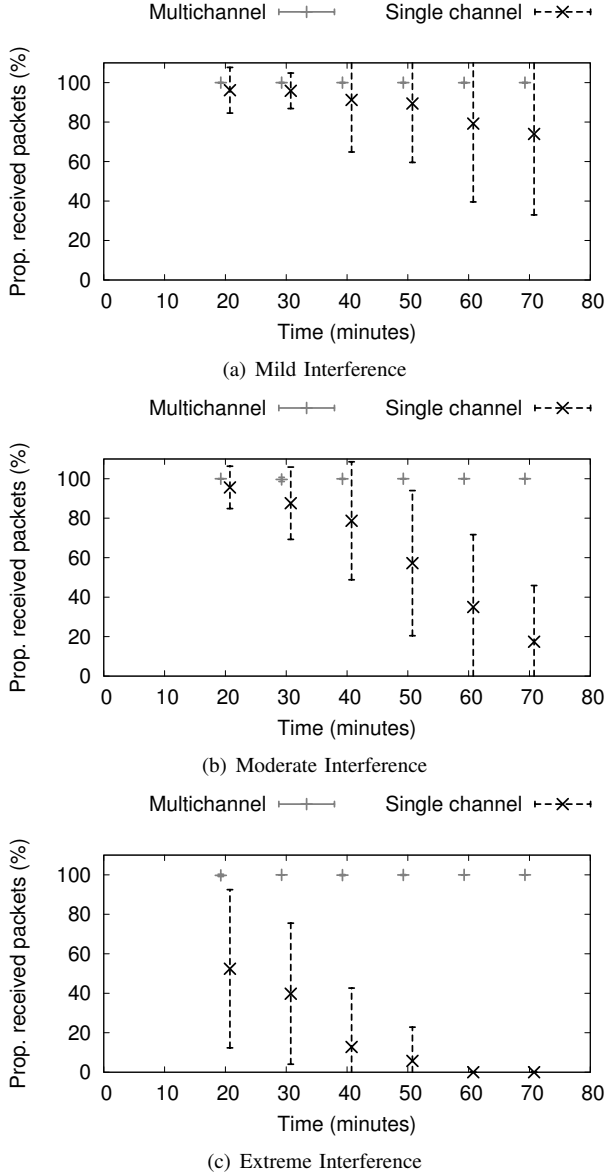 Multichannel Single channel
Prop. received packets (%)
100
80
60
40
20
0
0 10 20 30 40 50 60 70 80
Time (minutes)
(a) Mild Interference
Multichannel Single channel
Prop. received packets (%)
100
80
60
40
20
0
0 10 20 30 40 50 60 70 80
Time (minutes)
(b) Moderate Interference
Multichannel Single channel
Prop. received packets (%)
100
80
60
40
20
0
0 10 20 30 40 50 60 70 80
Time (minutes)
(c) Extreme Interference